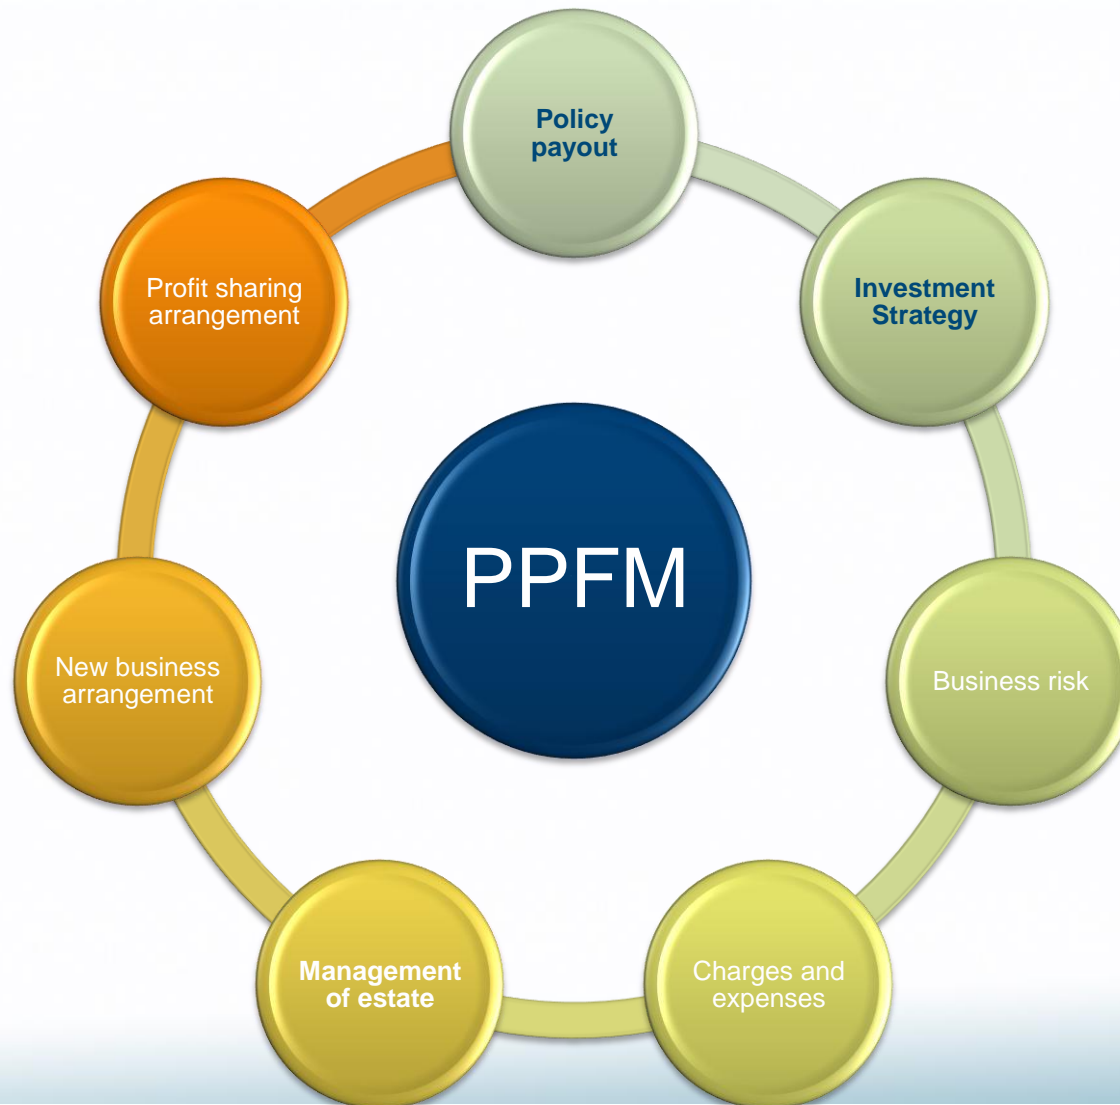 Policy
payout
Profit sharing
arrangement
Investment
Strategy
PPFM
New business
arrangement
Business risk
Management
of estate
Charges and
expenses